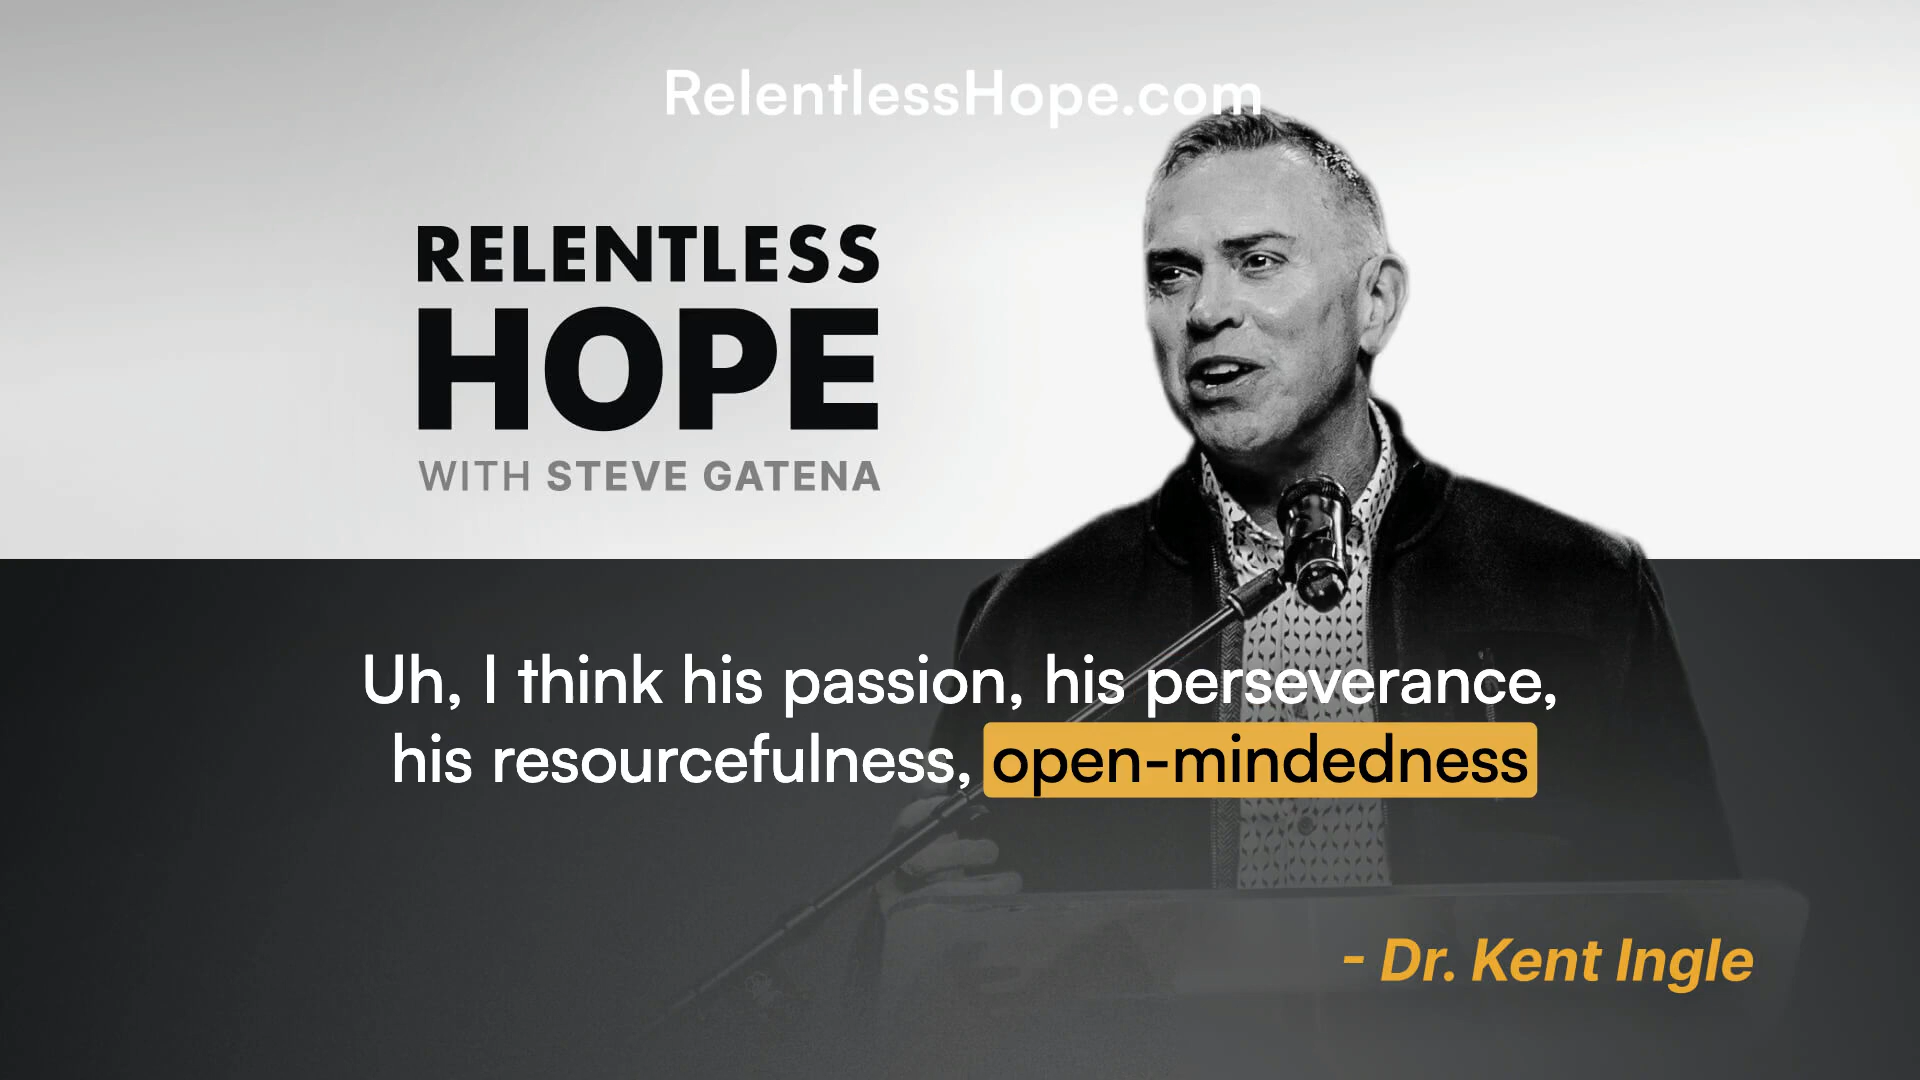 RelentlessHope.com
RELENTLESS
HOPE
WITH STEVE GATENA
Uh, I think his passion, his perseverance,
his resourcefulness, open-mindedness
- Dr. Kent Ingle